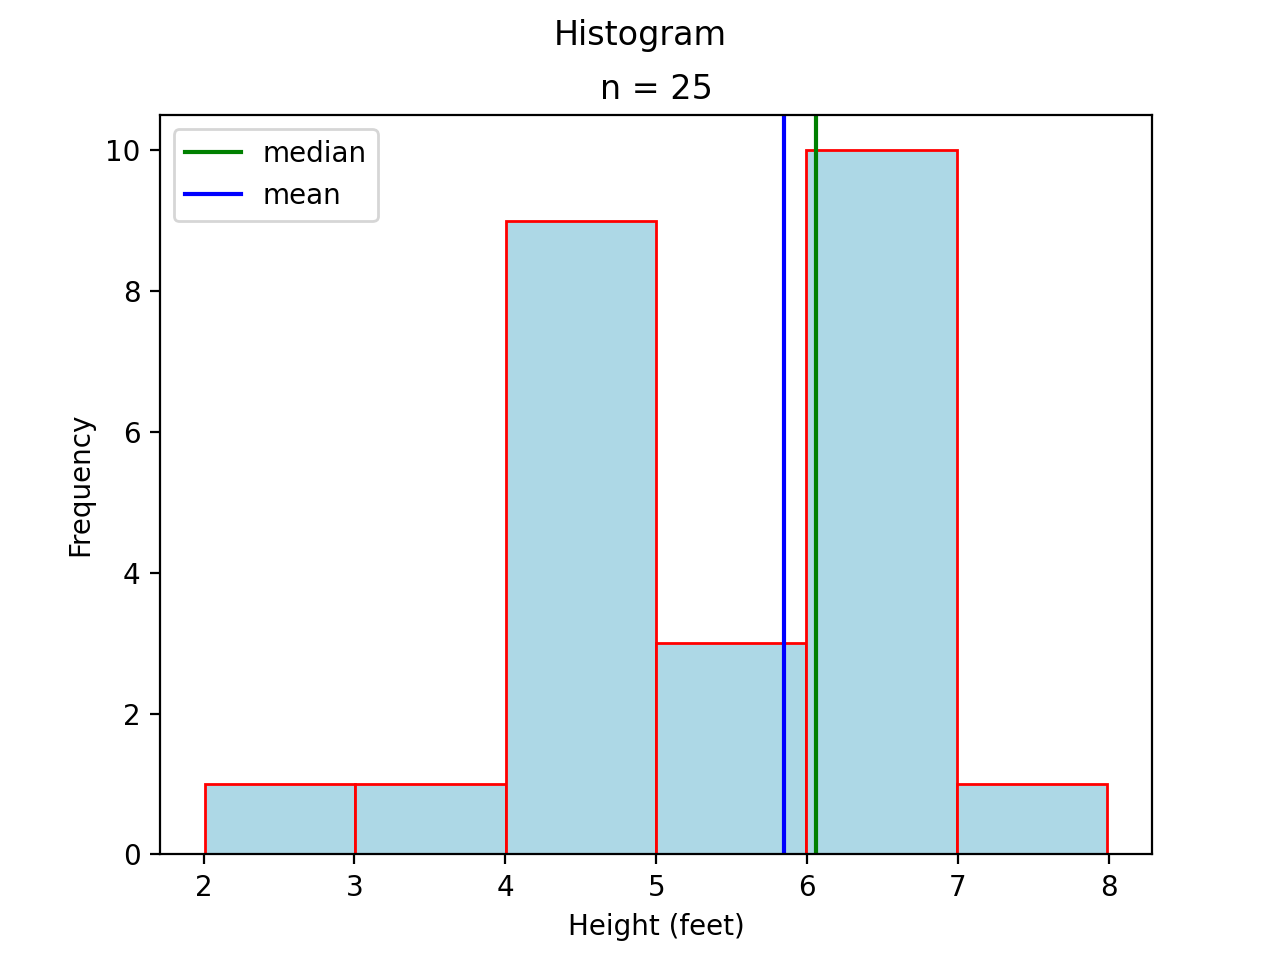 Histogram
n = 25
median
mean
10
8
6
4
2
0
Frequency
2 3 4 5 6 7 8
Height (feet)